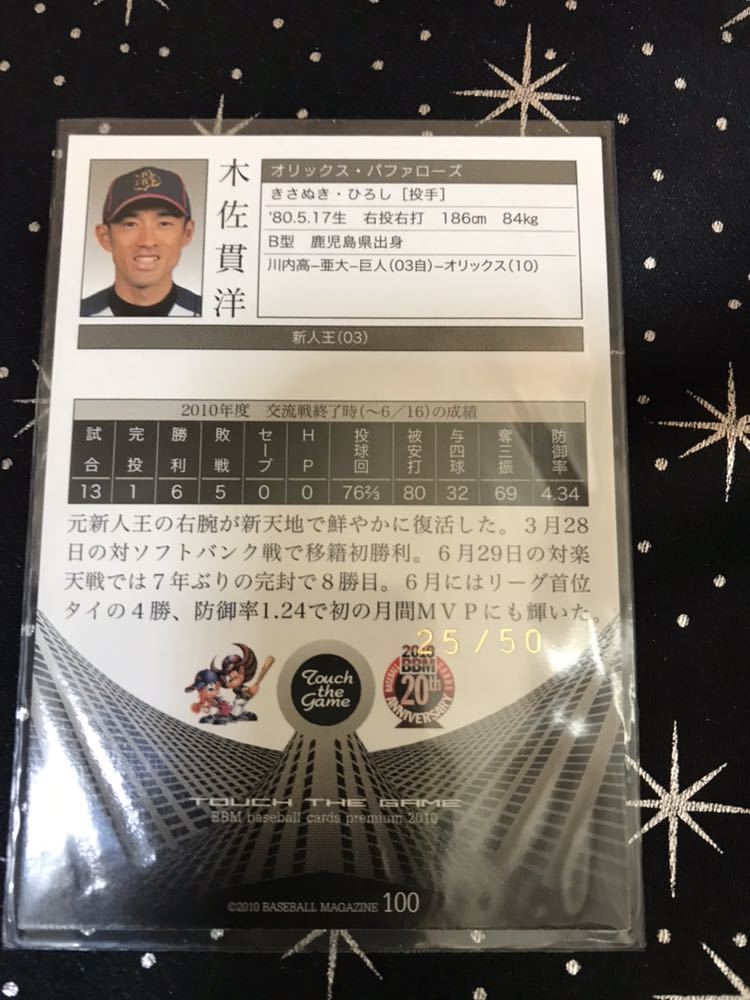 木佐貫洋
オリックス・バファローズ
きさぬき・ひろし［投手］
'80.5.17生　右投右打　186㎝　84㎏
B型　鹿児島県出身
川内高−亜大−巨人（03自）−オリックス（10）
新人王（03）
2010年度　交流戦終了時（〜6／16）の成績
試合 完投 勝利 敗戦 セーブ HP 投球回 被安打 与四球 奪三振 防御率
13 1 6 5 0 0 76⅔ 80 32 69 4.34
元新人王の右腕が新天地で鮮やかに復活した。３月28
日の対ソフトバンク戦で移籍初勝利。６月29日の対楽
天戦では７年ぶりの完封で８勝目。６月にはリーグ首位
タイの４勝、防御率1.24で初の月間ＭＶＰにも輝いた。
25/50
Touch
the
Game
2010
BBM
BASEBALL CARDS
20th
ANNIVERSARY
TOUCH THE GAME
BBM baseball cards premium 2010
©2010 BASEBALL MAGAZINE 100